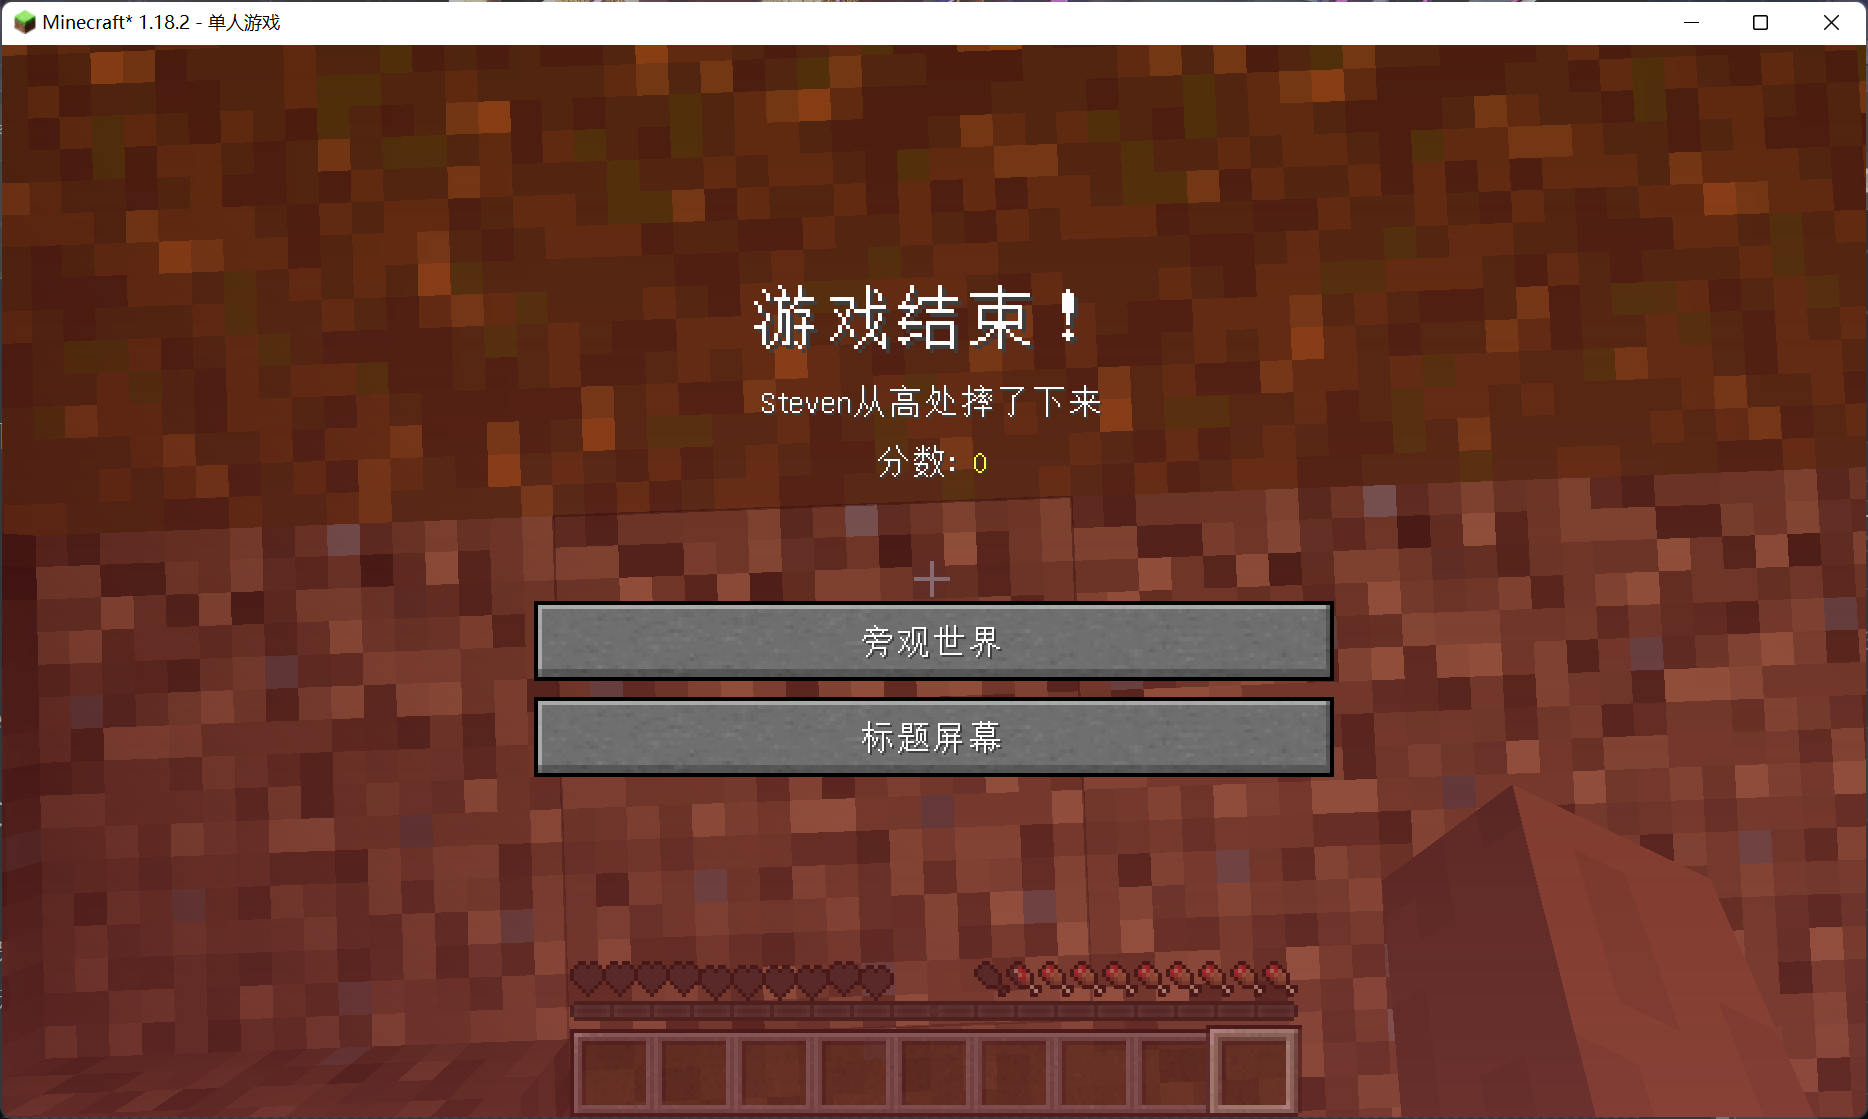 Minecraft* 1.18.2 - 单人游戏
游戏结束！
Steven从高处摔了下来
分数: 0
旁观世界
标题屏幕